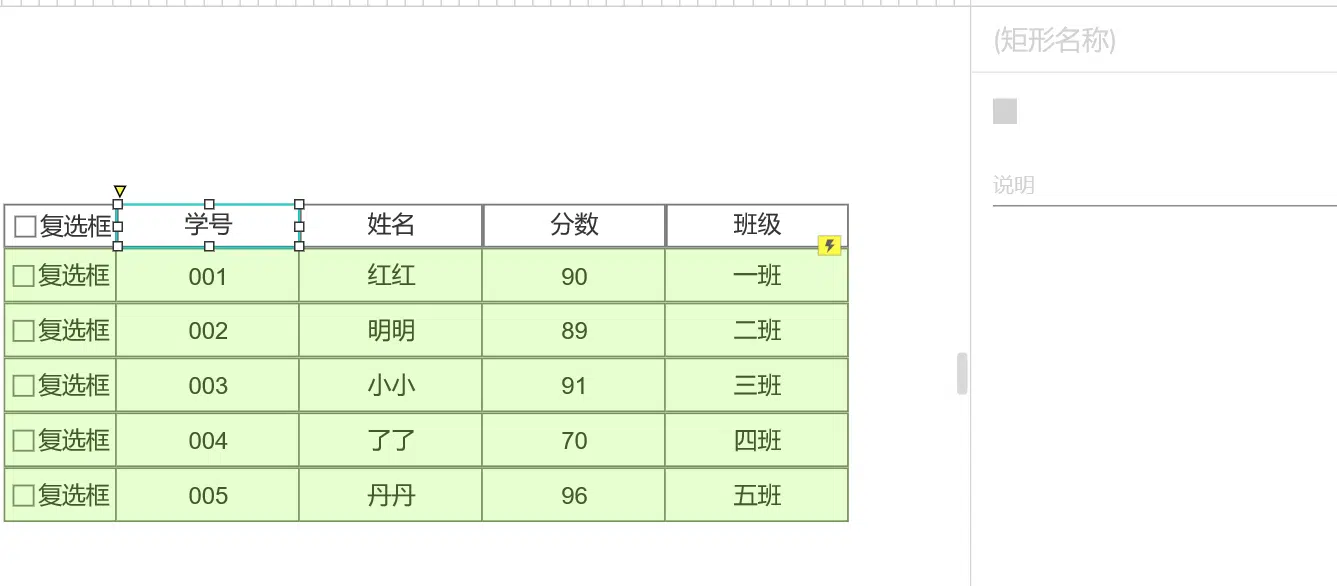 (矩形名称)
说明
复选框 学号 姓名 分数 班级
复选框 001 红红 90 一班
复选框 002 明明 89 二班
复选框 003 小小 91 三班
复选框 004 了了 70 四班
复选框 005 丹丹 96 五班